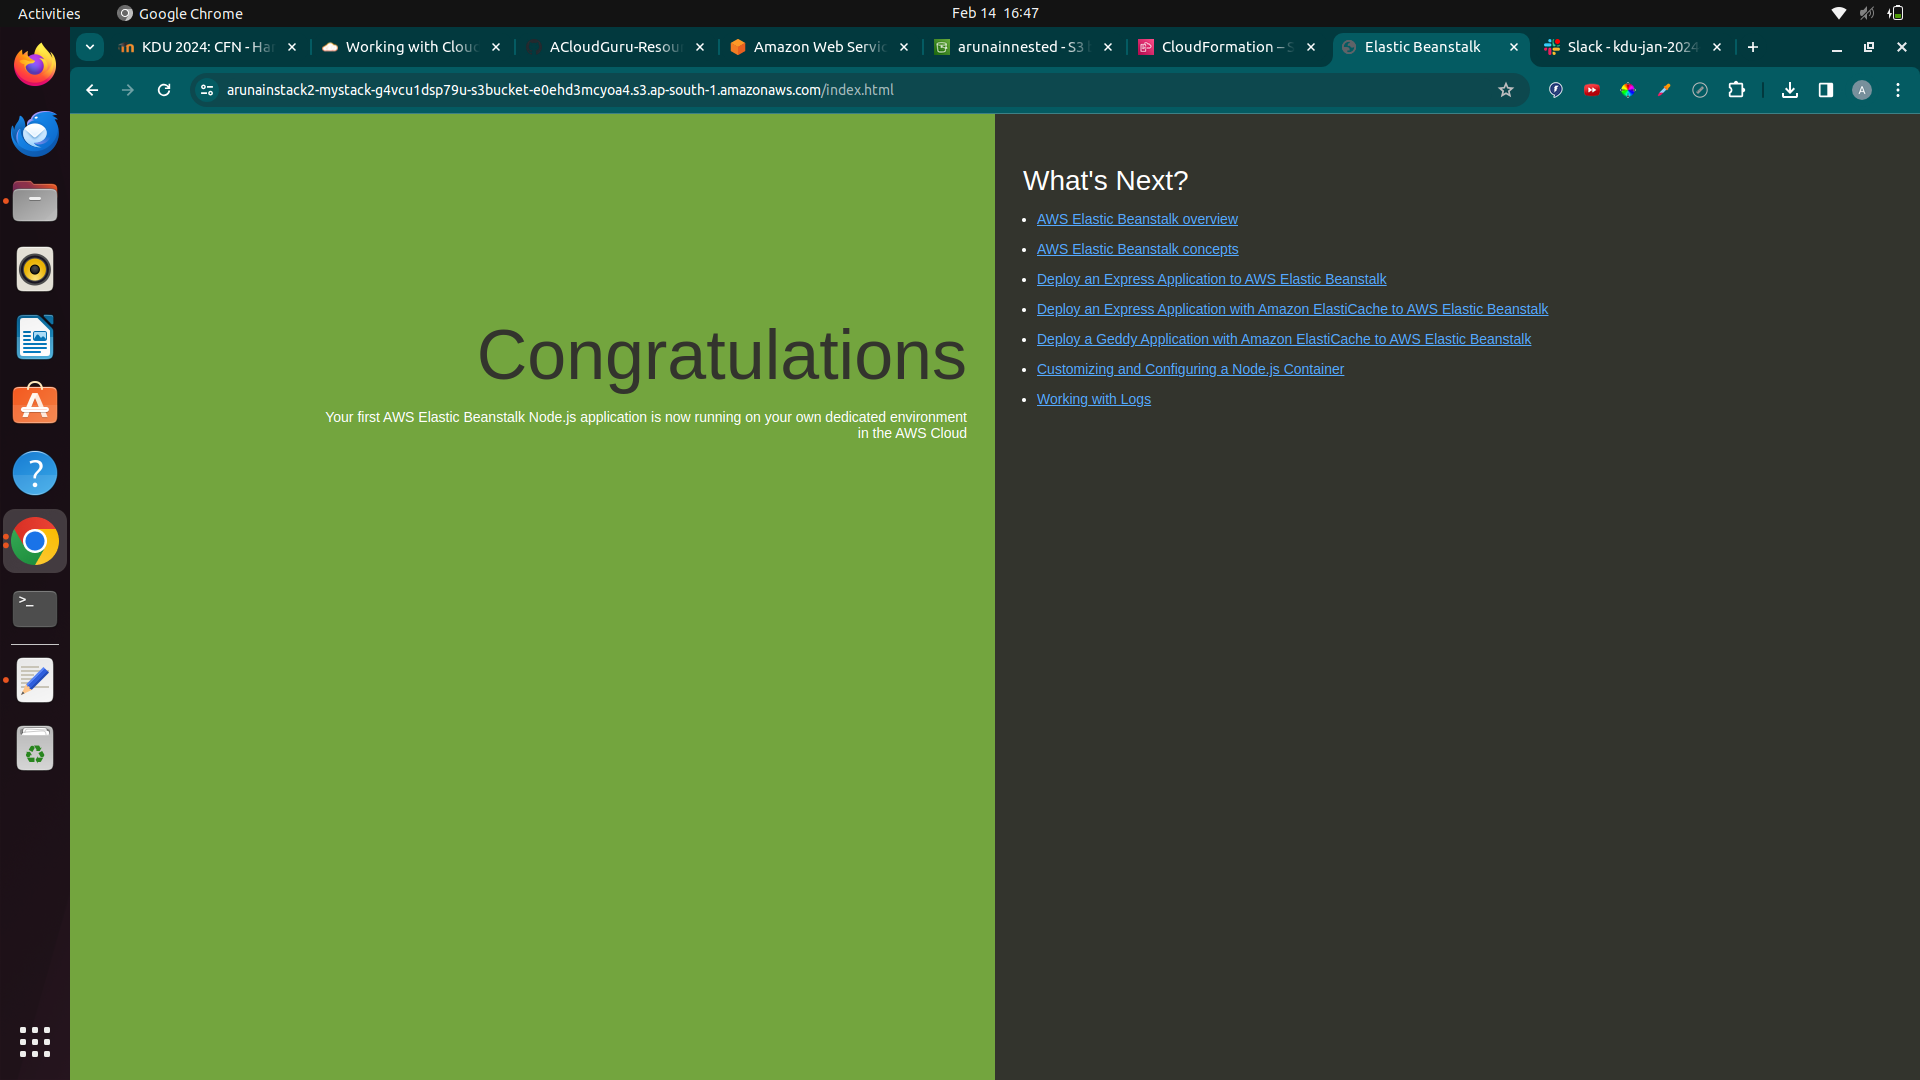 Activities
Google Chrome
Feb 14 16:47
KDU 2024: CFN - Ha
Working with Clou
ACloudGuru-Resou
Amazon Web Servic
arunainnested - S3
CloudFormation – S
Elastic Beanstalk
Slack - kdu-jan-2024
arunainstack2-mystack-g4vcu1dsp79u-s3bucket-e0ehd3mcyoa4.s3.ap-south-1.amazonaws.com/index.html
A
Congratulations
Your first AWS Elastic Beanstalk Node.js application is now running on your own dedicated environment
in the AWS Cloud
What's Next?
AWS Elastic Beanstalk overview
AWS Elastic Beanstalk concepts
Deploy an Express Application to AWS Elastic Beanstalk
Deploy an Express Application with Amazon ElastiCache to AWS Elastic Beanstalk
Deploy a Geddy Application with Amazon ElastiCache to AWS Elastic Beanstalk
Customizing and Configuring a Node.js Container
Working with Logs